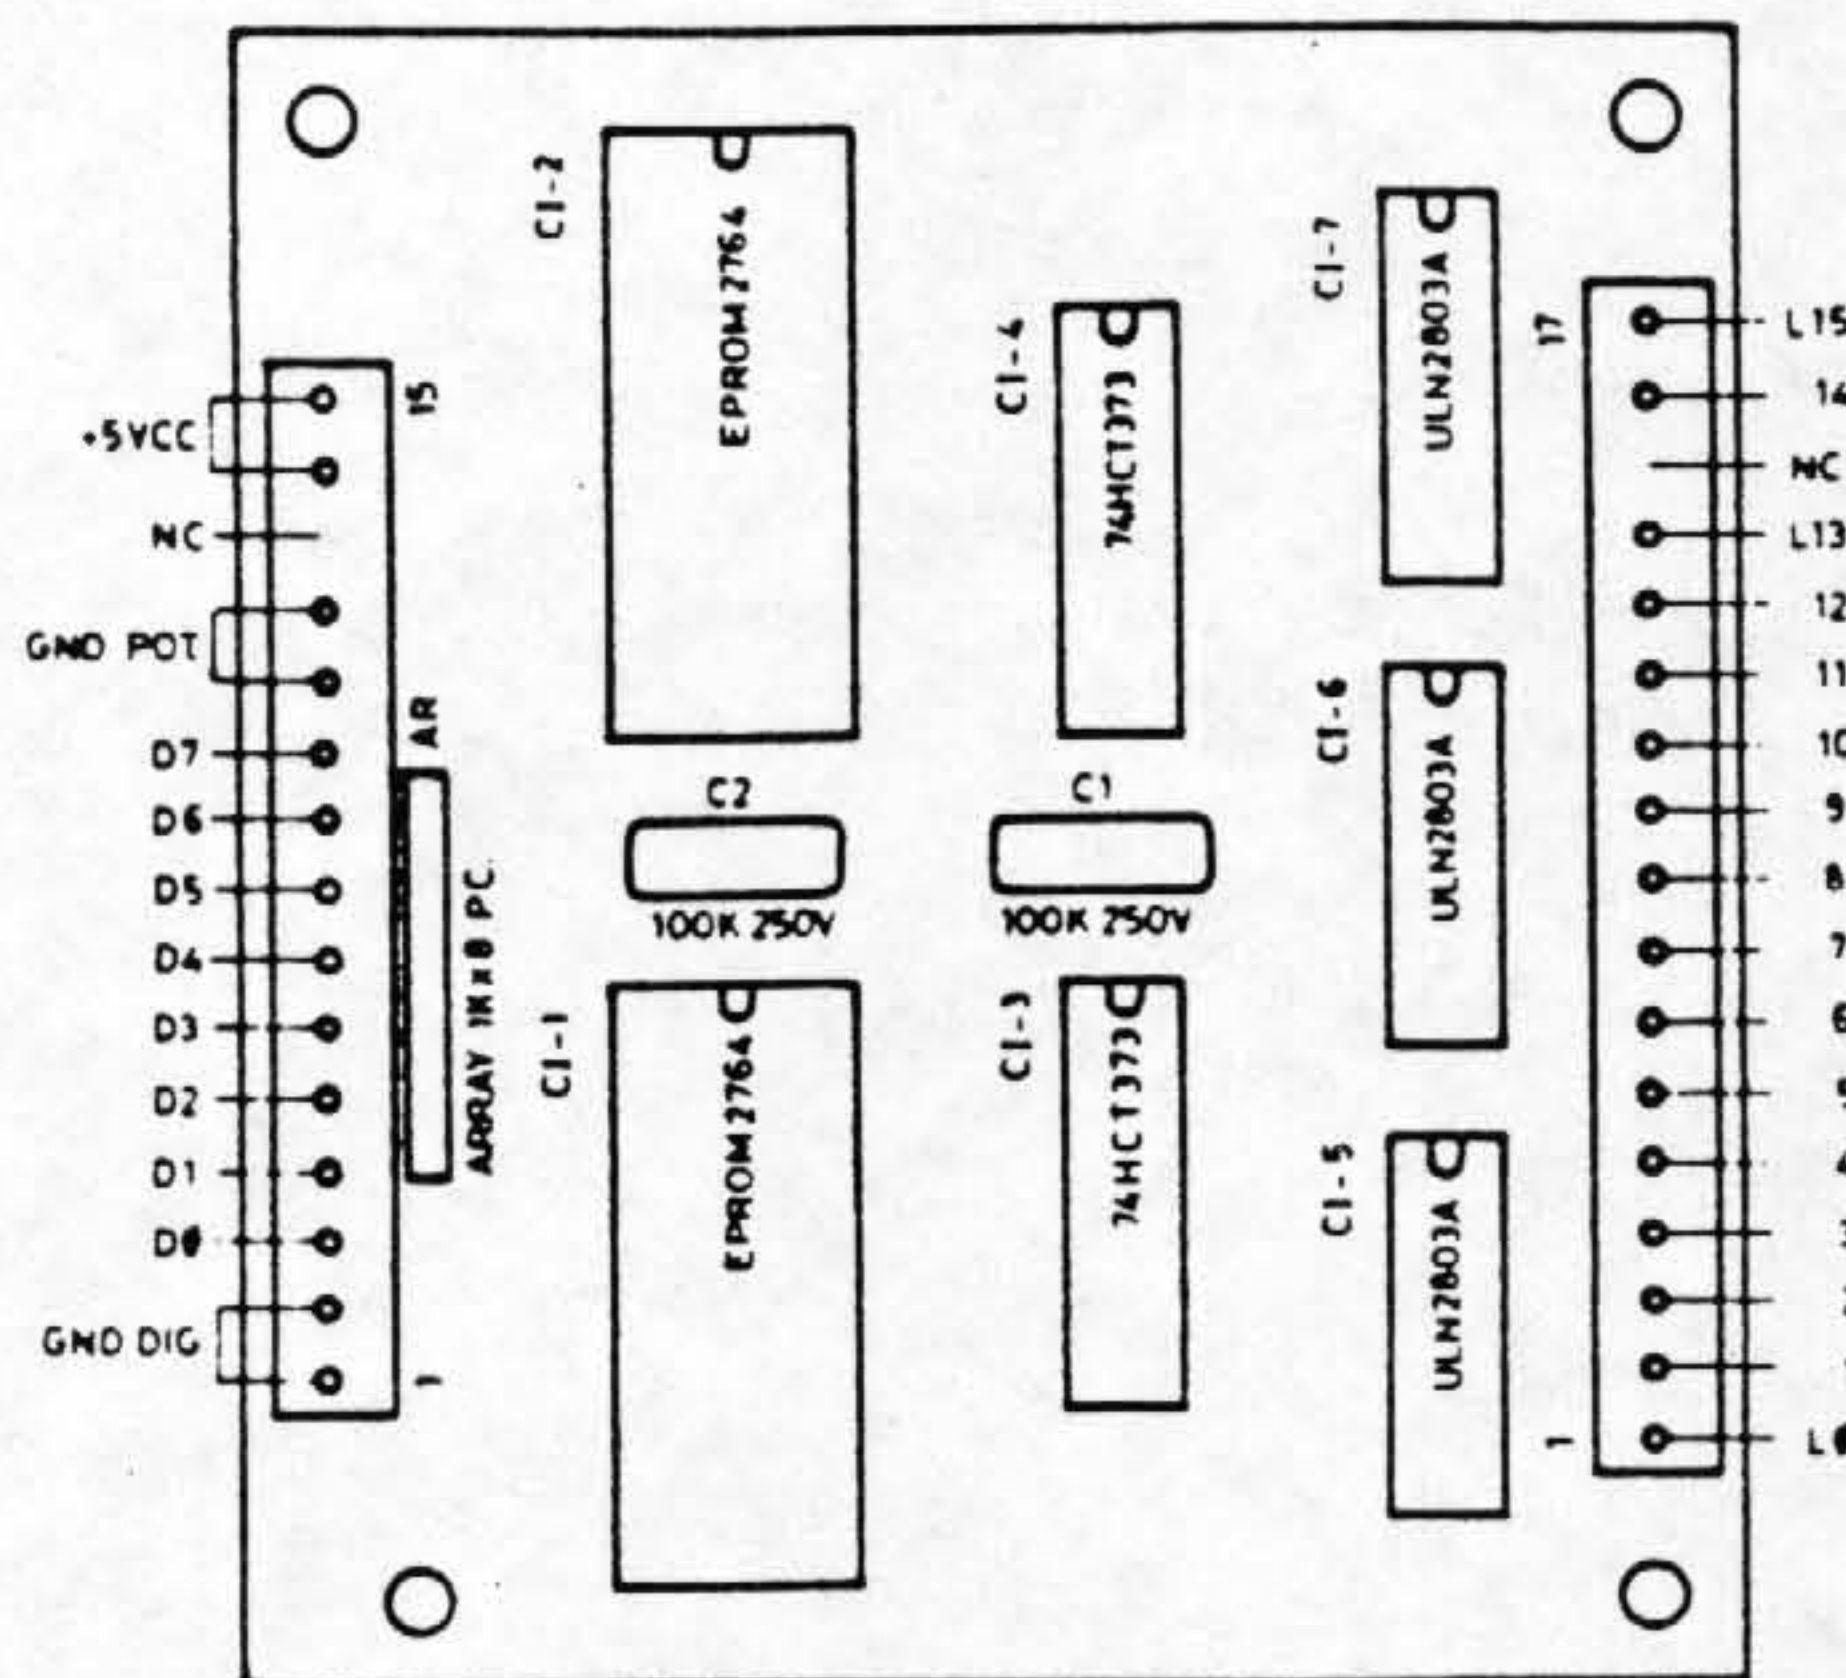 +5VCC
NC
GND POT
D7
D6
D5
D4
D3
D2
D1
DØ
GND DIG
15
1
AR
ARRAY 1K x 8 PC.
CI-2
EPROM 2764
C2
100K 250V
CI-1
EPROM 2764
CI-4
74HCT373
C1
100K 250V
CI-3
74HCT373
CI-7
ULN2803A
CI-6
ULN2803A
CI-5
ULN2803A
17
1
L15
14
NC
L13
12
11
10
9
8
7
6